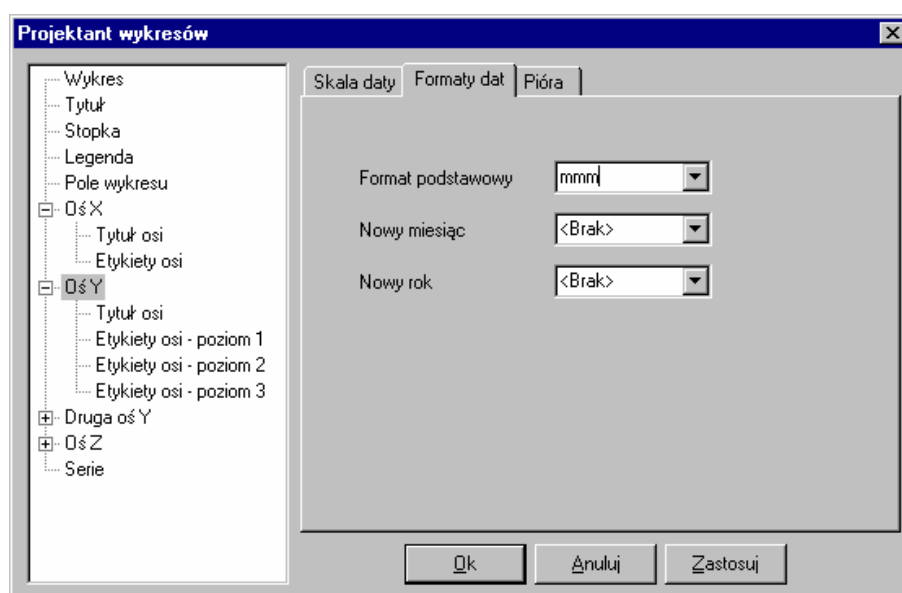 Projektant wykresów
Wykres
Tytuł
Stopka
Legenda
Pole wykresu
Oś X
Tytuł osi
Etykiety osi
Oś Y
Tytuł osi
Etykiety osi - poziom 1
Etykiety osi - poziom 2
Etykiety osi - poziom 3
Druga oś Y
Oś Z
Serie
Skala daty Formaty dat Pióra
Format podstawowy mmm
Nowy miesiąc <Brak>
Nowy rok <Brak>
Ok Anuluj Zastosuj